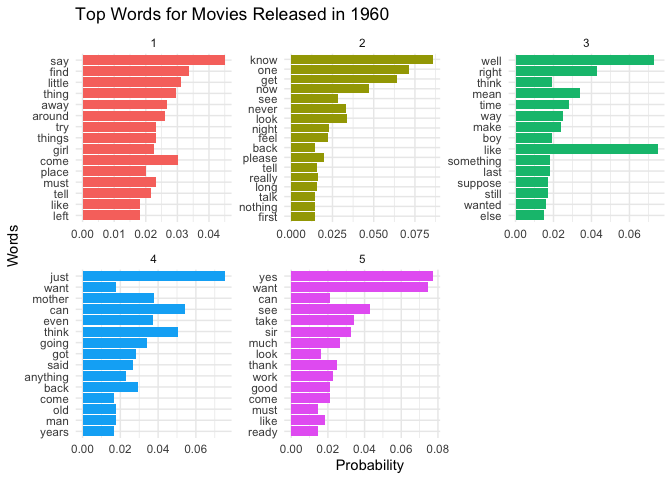 Top Words for Movies Released in 1960
1
say
find
little
thing
away
around
try
things
girl
come
place
must
tell
like
left
0.00 0.01 0.02 0.03 0.04
2
know
one
get
now
see
never
look
night
feel
back
please
tell
really
long
talk
nothing
first
0.000 0.025 0.050 0.075
3
well
right
think
mean
time
way
make
boy
like
something
last
suppose
still
wanted
else
0.00 0.02 0.04 0.06
Words
4
just
want
mother
can
even
think
going
got
said
anything
back
come
old
man
years
0.00 0.02 0.04 0.06
5
yes
want
can
see
take
sir
much
look
thank
work
good
come
must
like
ready
0.00 0.02 0.04 0.06 0.08
Probability